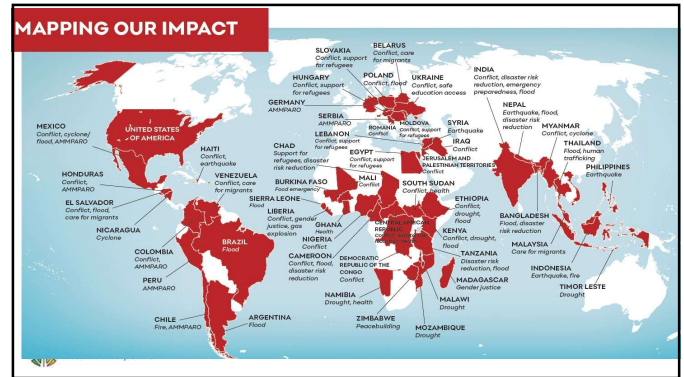 MAPPING OUR IMPACT
SLOVAKIA
Conflict, support
for refugees
BELARUS
Conflict, care
for migrants
HUNGARY
Conflict, support
for refugees
POLAND
Conflict, flood
UKRAINE
Conflict, safe
education access
GERMANY
AMMPARO
SERBIA
AMMPARO
ROMANIA
Conflict
MOLDOVA
Conflict, support
for refugees
SYRIA
Earthquake
LEBANON
Conflict, support
for refugees
IRAQ
Conflict
EGYPT
Conflict, support
for refugees
JERUSALEM AND
PALESTINIAN TERRITORIES
Conflict
INDIA
Conflict, disaster risk
reduction, emergency
preparedness, flood
NEPAL
Earthquake, flood,
disaster risk
reduction
MYANMAR
Conflict, cyclone
THAILAND
Flood, human
trafficking
PHILIPPINES
Earthquake
MEXICO
Conflict, cyclone/
flood, AMMPARO
UNITED STATES
OF AMERICA
HAITI
Conflict,
earthquake
HONDURAS
Conflict,
AMMPARO
VENEZUELA
Conflict, care
for migrants
EL SALVADOR
Conflict, flood,
care for migrants
NICARAGUA
Cyclone
COLOMBIA
Conflict,
AMMPARO
BRAZIL
Flood
PERU
AMMPARO
CHILE
Fire, AMMPARO
ARGENTINA
Flood
CHAD
Support for
refugees, disaster
risk reduction
BURKINA FASO
Food emergency
MALI
Conflict
SIERRA LEONE
Flood
LIBERIA
Conflict, gender
justice, gas
explosion
GHANA
Health
NIGERIA
Conflict
CAMEROON
Conflict, flood,
disaster risk
reduction
SOUTH SUDAN
Conflict, health
CENTRAL AFRICAN
REPUBLIC
ETHIOPIA
Conflict,
drought,
flood
KENYA
Conflict, drought,
flood
DEMOCRATIC
REPUBLIC OF THE
CONGO
Conflict
TANZANIA
Disaster risk
reduction, flood
MADAGASCAR
Gender justice
MALAWI
Drought
NAMIBIA
Drought, health
ZIMBABWE
Peacebuilding
MOZAMBIQUE
Drought
BANGLADESH
Flood, disaster
risk reduction
MALAYSIA
Care for migrants
INDONESIA
Earthquake, fire
TIMOR LESTE
Drought